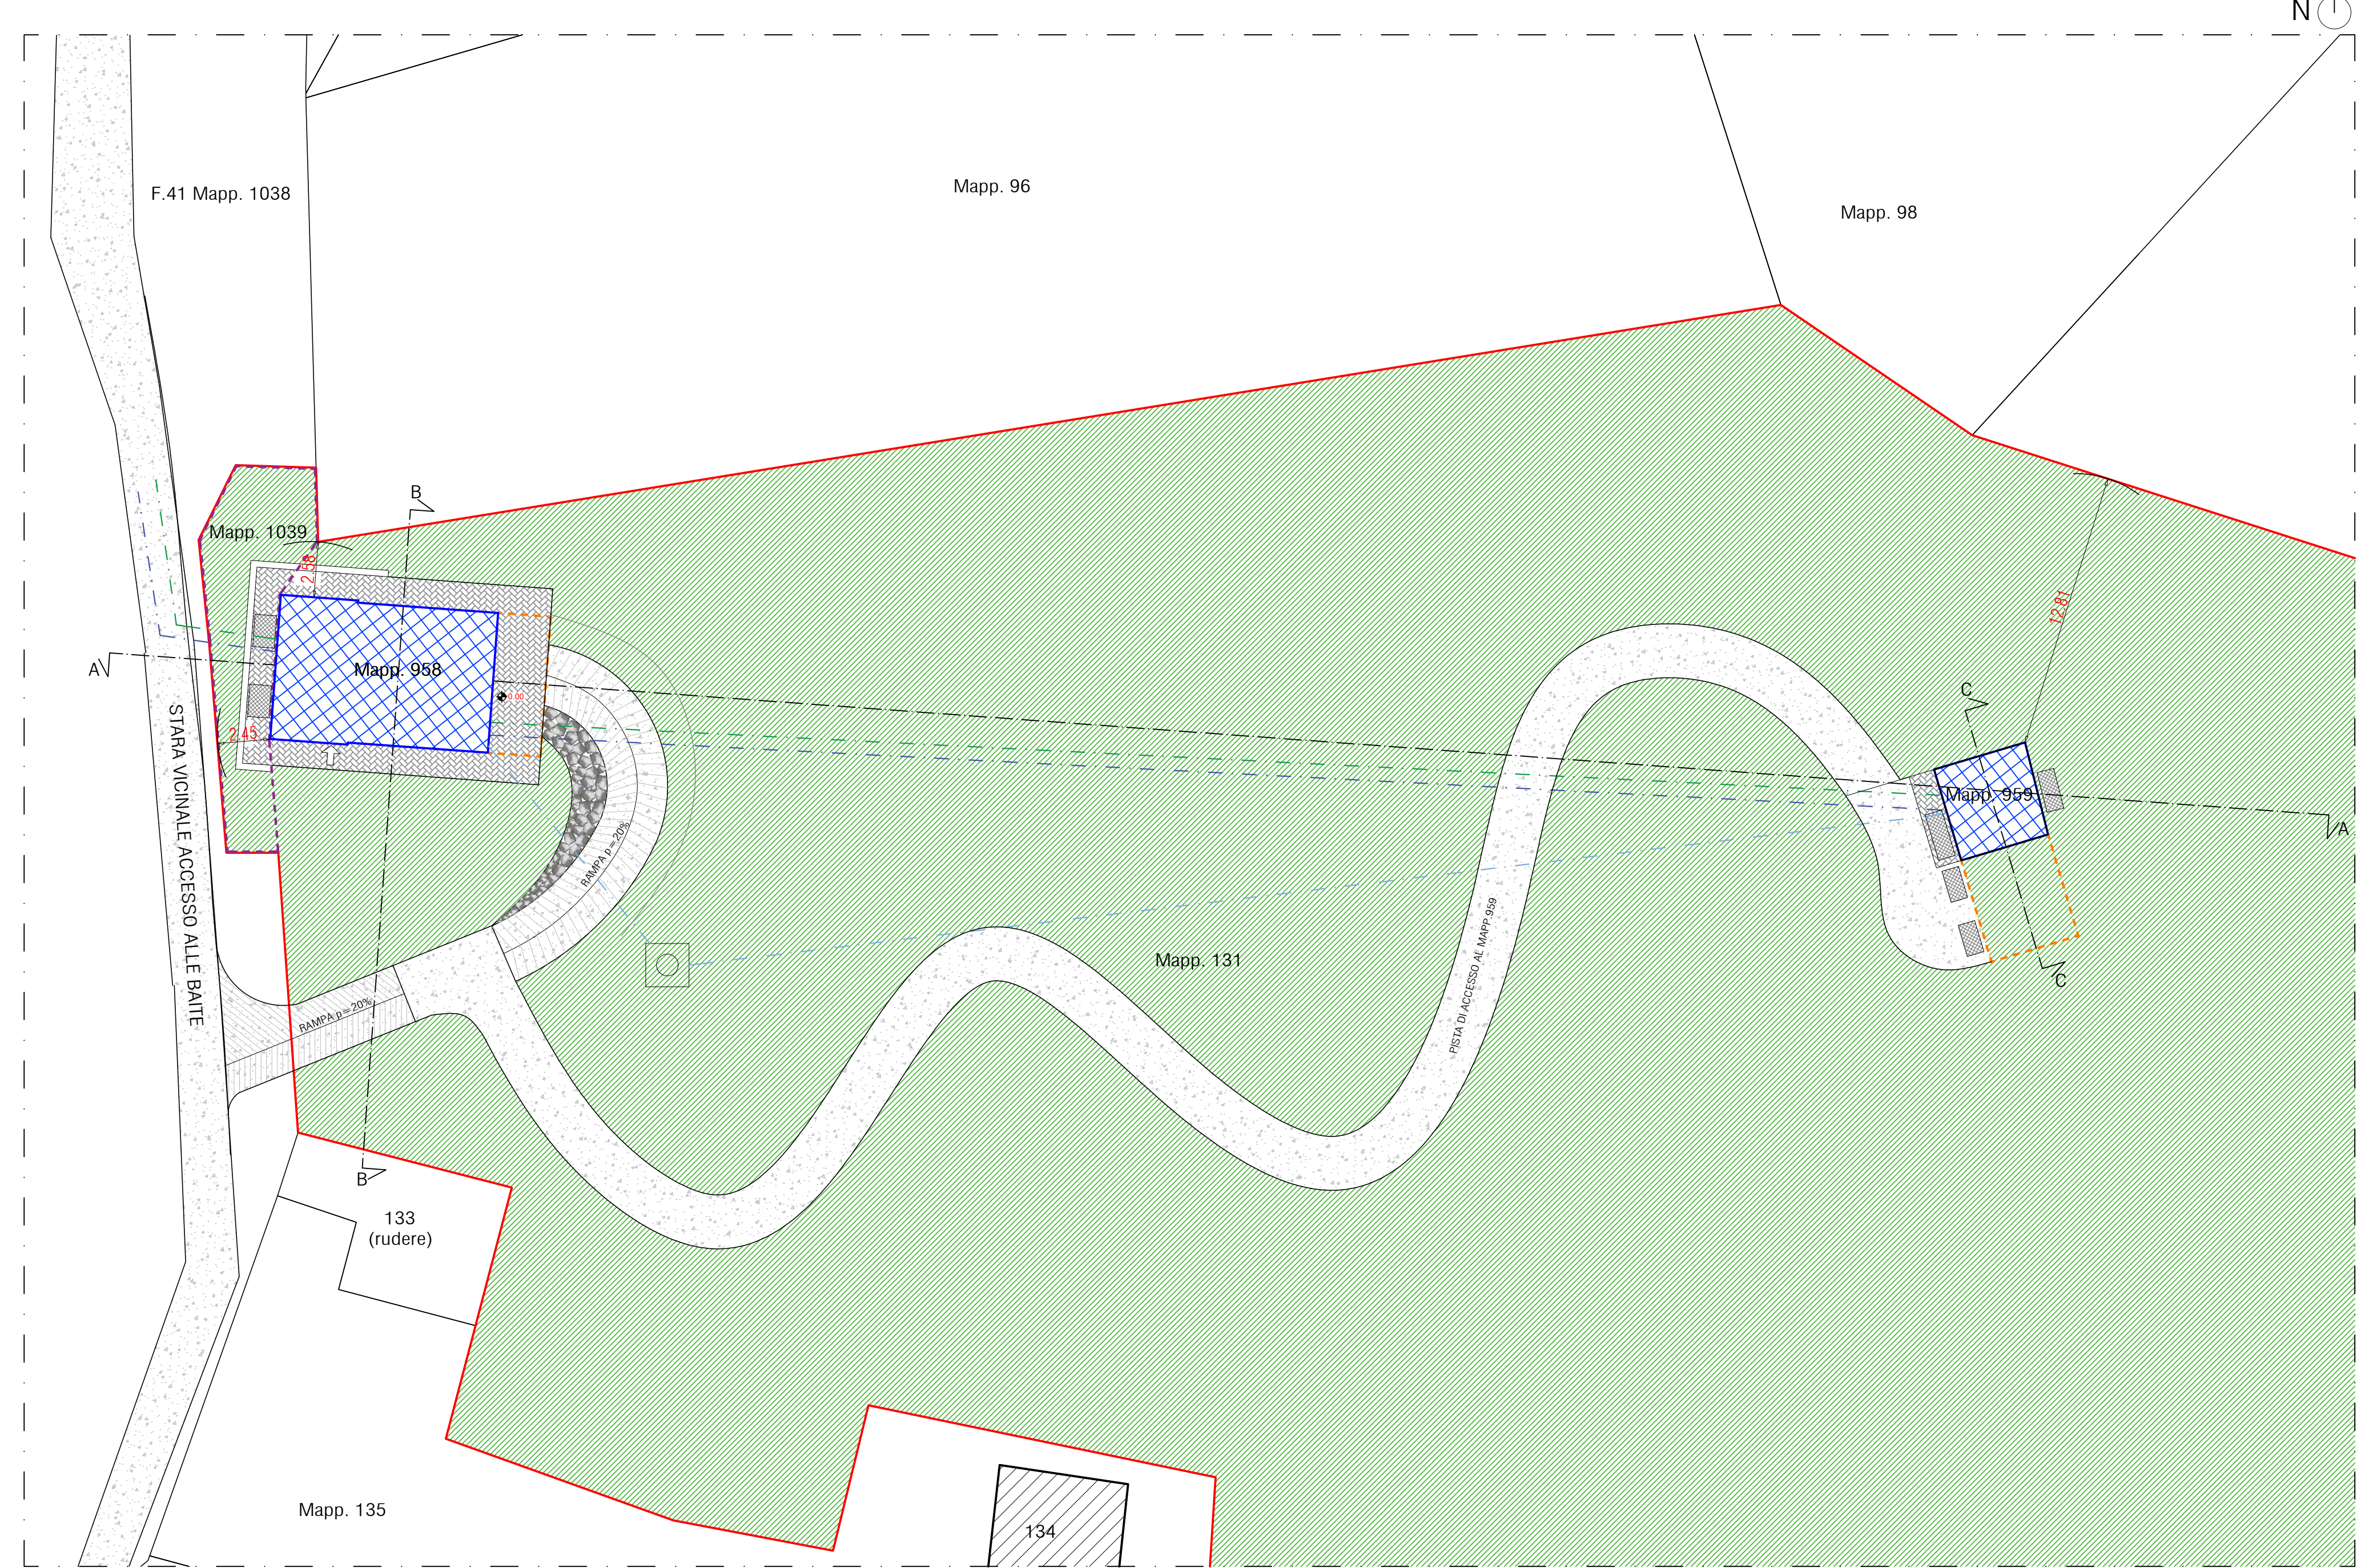 N
F.41 Mapp. 1038
Mapp. 96
Mapp. 98
B
Mapp. 1039
2.58
12.81
A
Mapp. 958
0.00
C
2.45
STARA VICINALE ACCESSO ALLE BAITE
Mapp. 959
A
RAMPA p=20%
PISTA DI ACCESSO AL MAPP.959
Mapp. 131
C
RAMPA p=20%
B
133
(rudere)
Mapp. 135
134